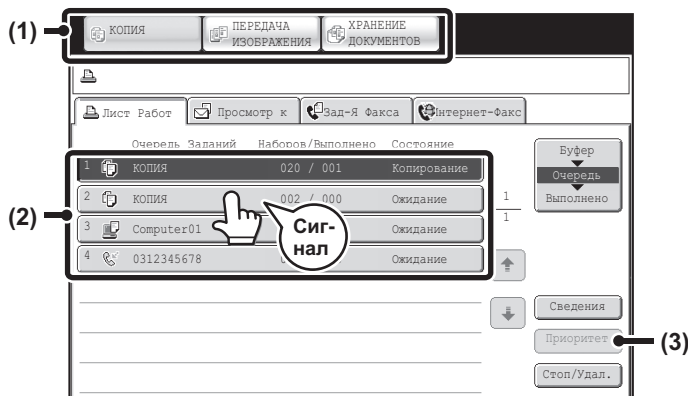 (1)
КОПИЯ
ПЕРЕДАЧА ИЗОБРАЖЕНИЯ
ХРАНЕНИЕ ДОКУМЕНТОВ
Лист Работ Просмотр к Зад-Я Факса Интернет-Факс
Очередь Заданий Наборов/Выполнено Состояние
(2)
1 КОПИЯ 020 / 001 Копирование
2 КОПИЯ 002 / 000 Ожидание
3 Computer01 Ожидание
4 0312345678 Ожидание
Сиг-
нал
1
1
Буфер
Очередь
Выполнено
Сведения
Приоритет
(3)
Стоп/Удал.